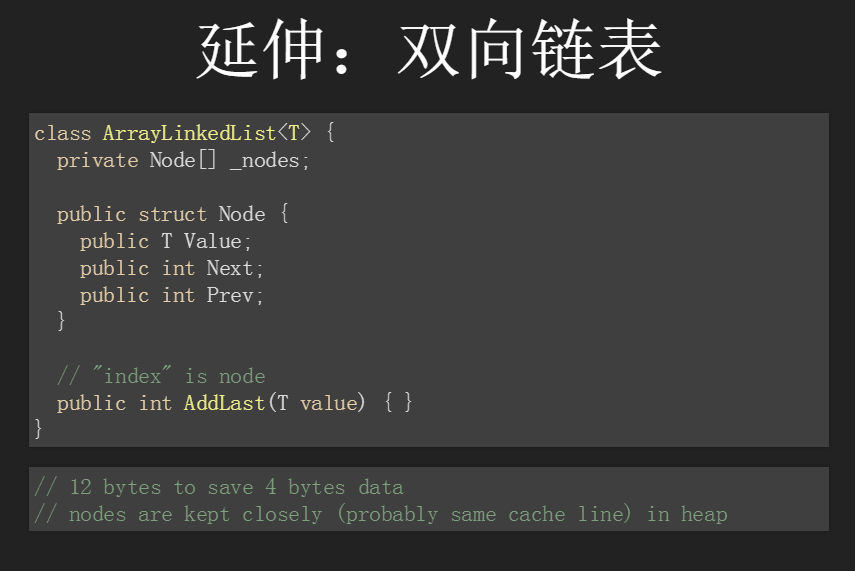 延伸：双向链表
class ArrayLinkedList<T> {
  private Node[] _nodes;
  public struct Node {
    public T Value;
    public int Next;
    public int Prev;
  }
  // "index" is node
  public int AddLast(T value) { }
}
// 12 bytes to save 4 bytes data
// nodes are kept closely (probably same cache line) in heap